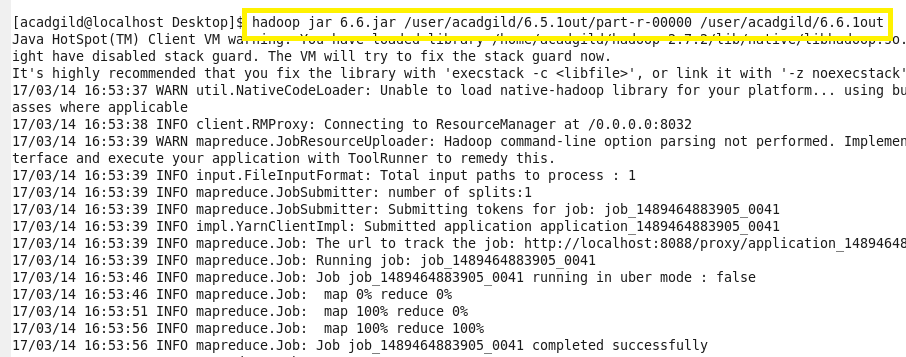 [acadgild@localhost Desktop]$ hadoop jar 6.6.jar /user/acadgild/6.5.1out/part-r-00000 /user/acadgild/6.6.1out
Java HotSpot(TM) Client VM warning: You have loaded library /home/acadgild/hadoop-2.7.2/lib/native/libhadoop.so.
ight have disabled stack guard. The VM will try to fix the stack guard now.
It's highly recommended that you fix the library with 'execstack -c <libfile>', or link it with '-z noexecstack'
17/03/14 16:53:37 WARN util.NativeCodeLoader: Unable to load native-hadoop library for your platform... using bu
asses where applicable
17/03/14 16:53:38 INFO client.RMProxy: Connecting to ResourceManager at /0.0.0.0:8032
17/03/14 16:53:39 WARN mapreduce.JobResourceUploader: Hadoop command-line option parsing not performed. Implemen
terface and execute your application with ToolRunner to remedy this.
17/03/14 16:53:39 INFO input.FileInputFormat: Total input paths to process : 1
17/03/14 16:53:39 INFO mapreduce.JobSubmitter: number of splits:1
17/03/14 16:53:39 INFO mapreduce.JobSubmitter: Submitting tokens for job: job_1489464883905_0041
17/03/14 16:53:39 INFO impl.YarnClientImpl: Submitted application application_1489464883905_0041
17/03/14 16:53:39 INFO mapreduce.Job: The url to track the job: http://localhost:8088/proxy/application_14894648
17/03/14 16:53:39 INFO mapreduce.Job: Running job: job_1489464883905_0041
17/03/14 16:53:46 INFO mapreduce.Job: Job job_1489464883905_0041 running in uber mode : false
17/03/14 16:53:46 INFO mapreduce.Job:  map 0% reduce 0%
17/03/14 16:53:51 INFO mapreduce.Job:  map 100% reduce 0%
17/03/14 16:53:56 INFO mapreduce.Job:  map 100% reduce 100%
17/03/14 16:53:56 INFO mapreduce.Job: Job job_1489464883905_0041 completed successfully